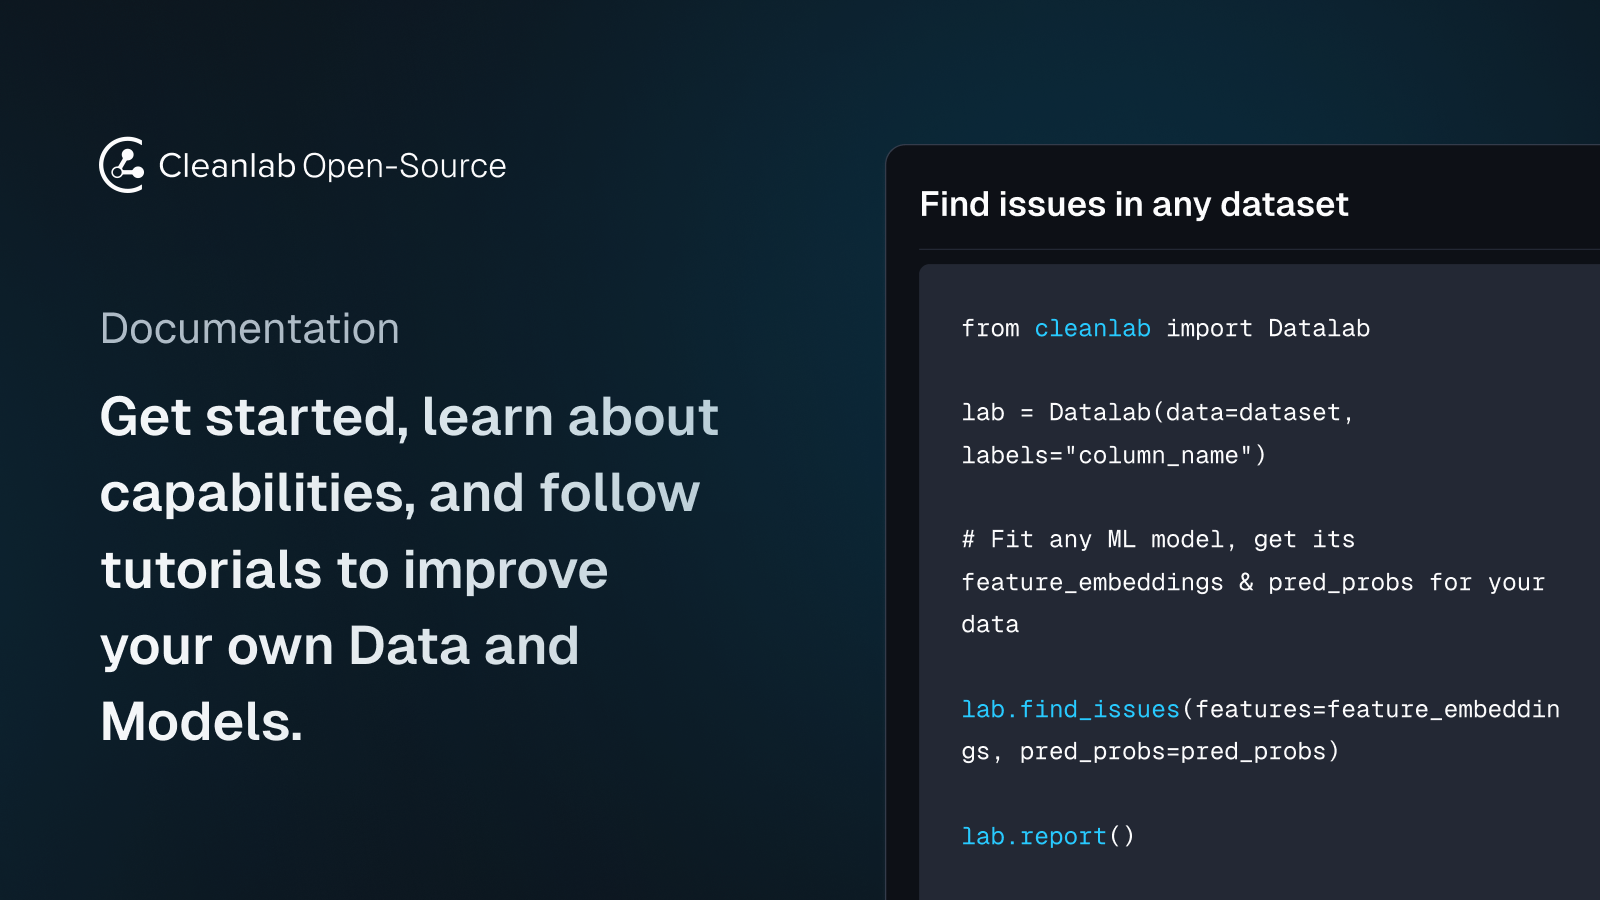 Cleanlab Open-Source
Documentation
Get started, learn about
capabilities, and follow
tutorials to improve
your own Data and
Models.
Find issues in any dataset
from cleanlab import Datalab
lab = Datalab(data=dataset,
labels="column_name")
# Fit any ML model, get its
feature_embeddings & pred_probs for your
data
lab.find_issues(features=feature_embeddin
gs, pred_probs=pred_probs)
lab.report()